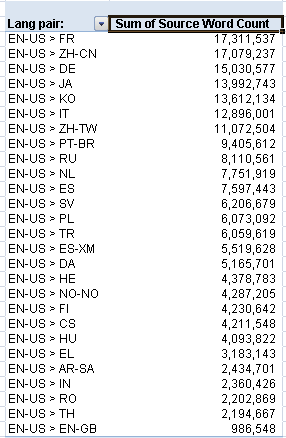 Lang pair: Sum of Source Word Count
EN-US > FR 17,311,537
EN-US > ZH-CN 17,079,237
EN-US > DE 15,030,577
EN-US > JA 13,992,743
EN-US > KO 13,612,134
EN-US > IT 12,896,001
EN-US > ZH-TW 11,072,504
EN-US > PT-BR 9,405,612
EN-US > RU 8,110,561
EN-US > NL 7,751,919
EN-US > ES 7,597,443
EN-US > SV 6,206,679
EN-US > PL 6,073,092
EN-US > TR 6,059,619
EN-US > ES-XM 5,519,628
EN-US > DA 5,165,701
EN-US > HE 4,378,783
EN-US > NO-NO 4,287,205
EN-US > FI 4,230,642
EN-US > CS 4,211,548
EN-US > HU 4,093,822
EN-US > EL 3,183,143
EN-US > AR-SA 2,434,701
EN-US > IN 2,360,426
EN-US > RO 2,202,869
EN-US > TH 2,194,667
EN-US > EN-GB 986,548